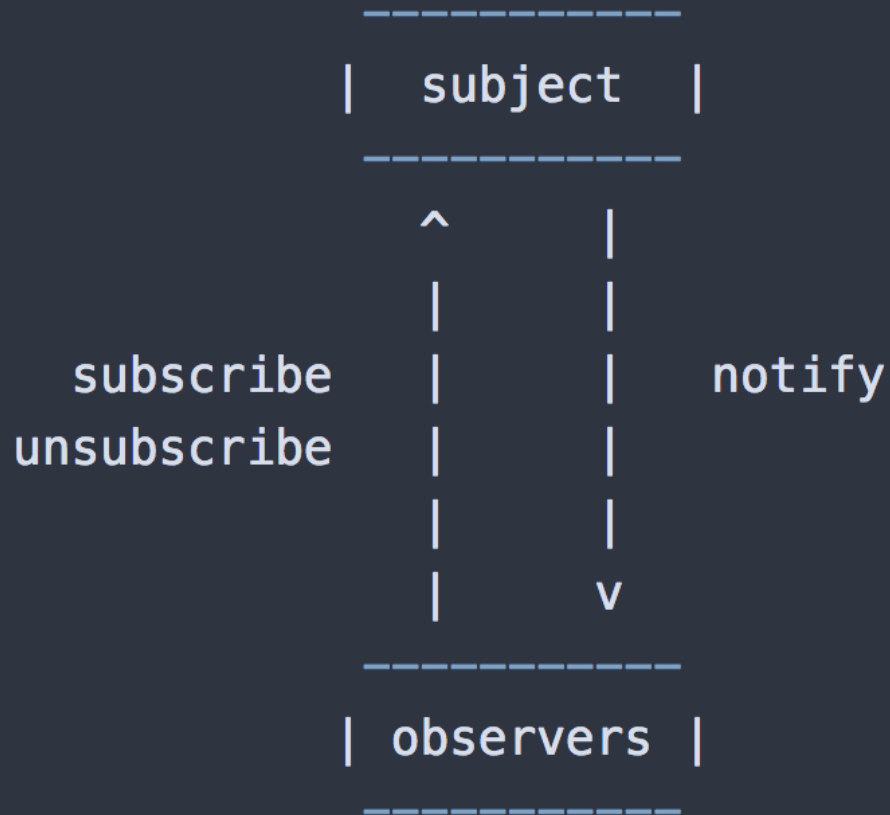 -----------
|  subject  |
-----------
^     |
|     |
subscribe   |     |   notify
unsubscribe   |     |
|     |
|     v
-----------
| observers |
-----------